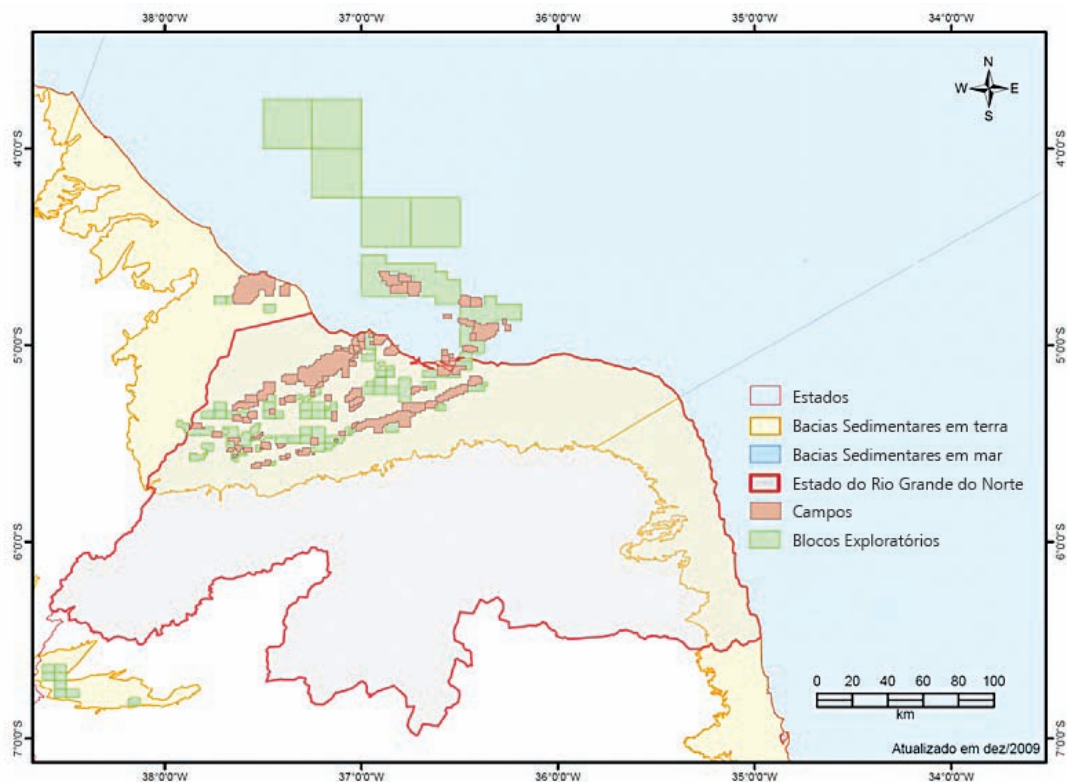 38°0'0"W 37°0'0"W 36°0'0"W 35°0'0"W 34°0'0"W
N
W E
S
4°0'0"S 4°0'0"S
5°0'0"S 5°0'0"S
Estados
Bacias Sedimentares em terra
Bacias Sedimentares em mar
Estado do Rio Grande do Norte
Campos
Blocos Exploratórios
6°0'0"S 6°0'0"S
0 20 40 60 80 100
km
7°0'0"S 7°0'0"S
Atualizado em dez/2009
38°0'0"W 37°0'0"W 36°0'0"W 35°0'0"W 34°0'0"W